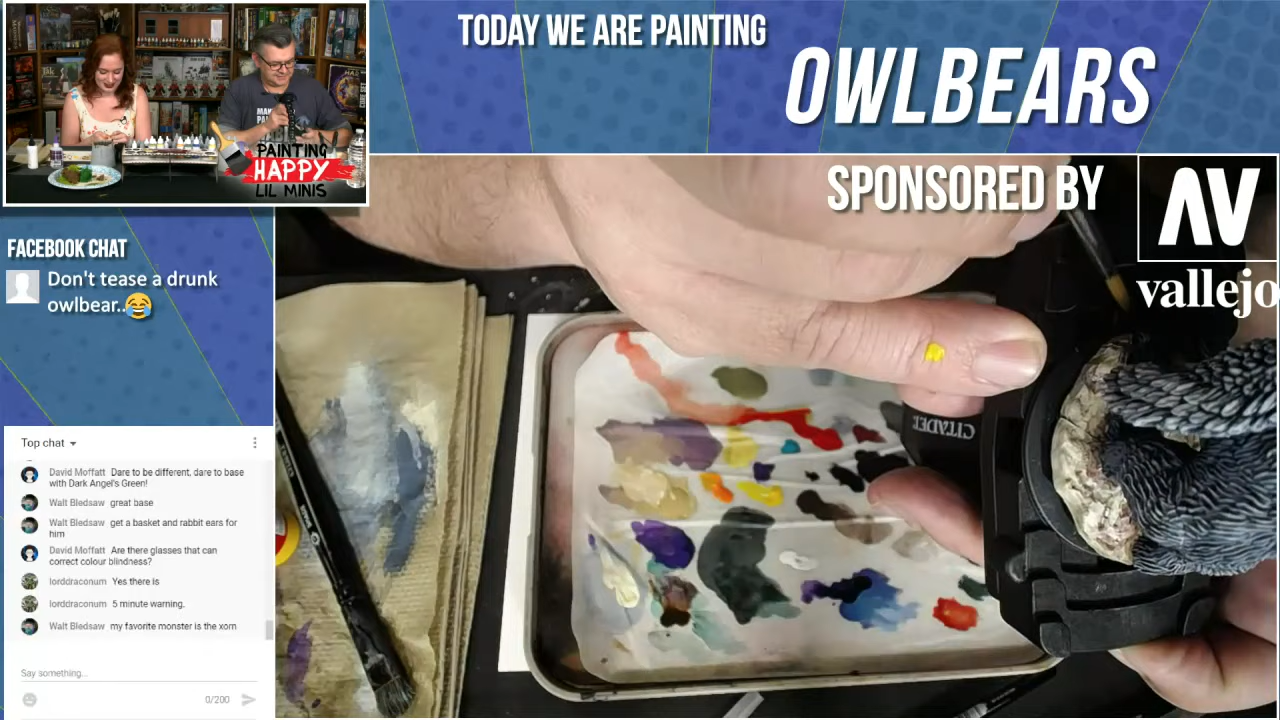 TODAY WE ARE PAINTING
OWLBEARS
SPONSORED BY
AV
vallejo
PAINTING
HAPPY
LIL MINIS
FACEBOOK CHAT
Don't tease a drunk
owlbear..😂
CITADEL
Top chat
David Moffatt Dare to be different, dare to base
with Dark Angel's Green!
Walt Bledsaw great base
Walt Bledsaw get a basket and rabbit ears for
him
David Moffatt Are there glasses that can
correct colour blindness?
lorddraconum Yes there is
lorddraconum 5 minute warning.
Walt Bledsaw my favorite monster is the xorn
Say something...
0/200